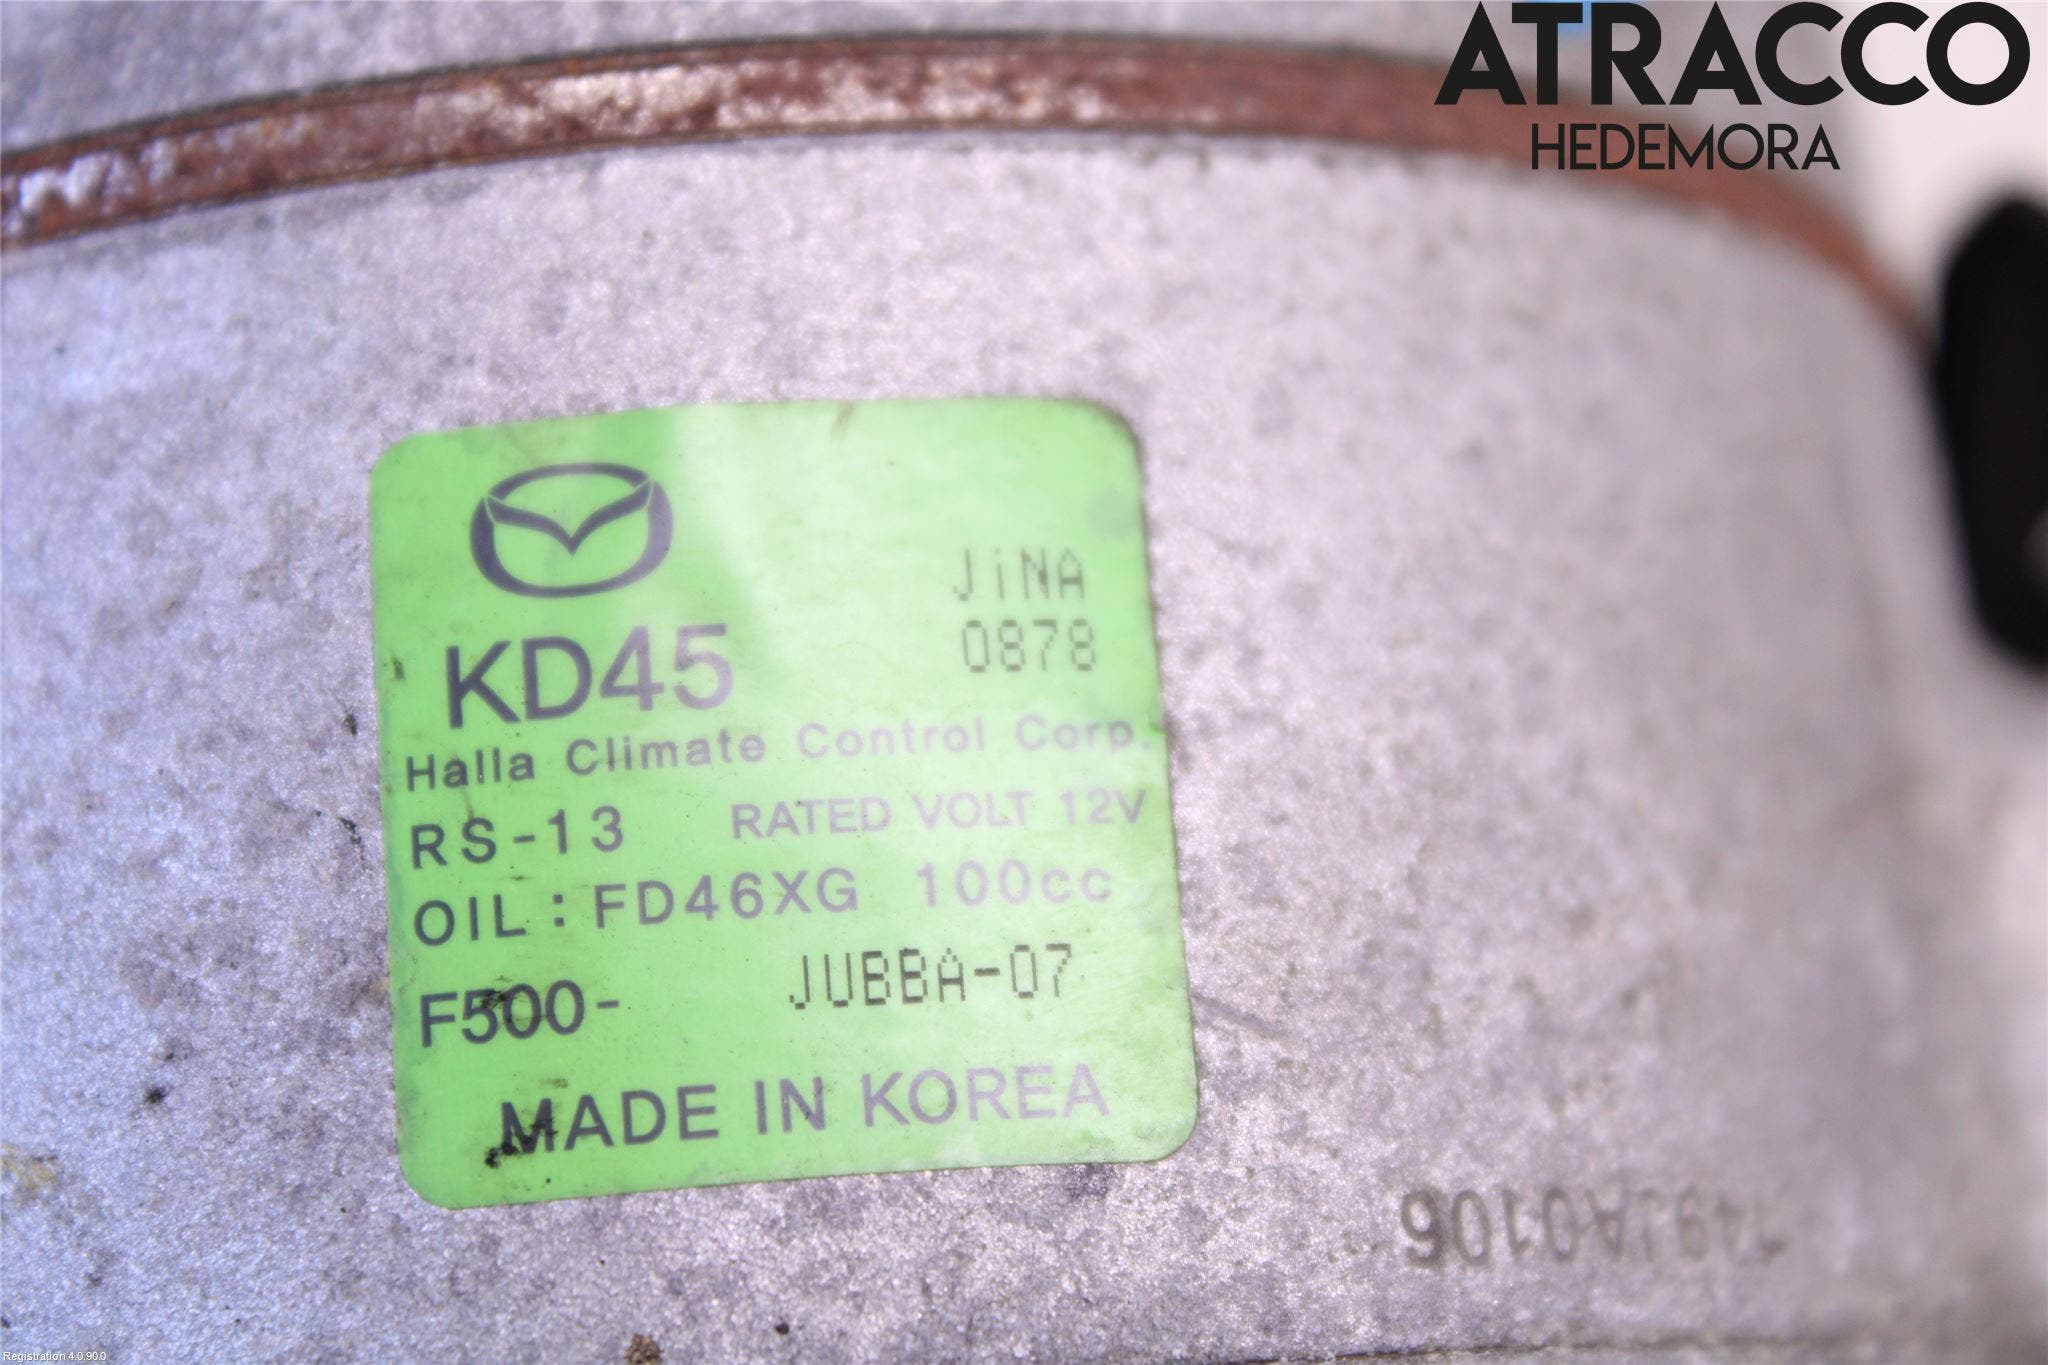 ATRACCO
HEDEMORA
JiNA
KD45
0878
Halla Climate Control Corp.
RS-13 RATED VOLT 12V
OIL: FD46XG 100cc
F500- JUBBA-07
MADE IN KOREA
Registration 4.0.90.0